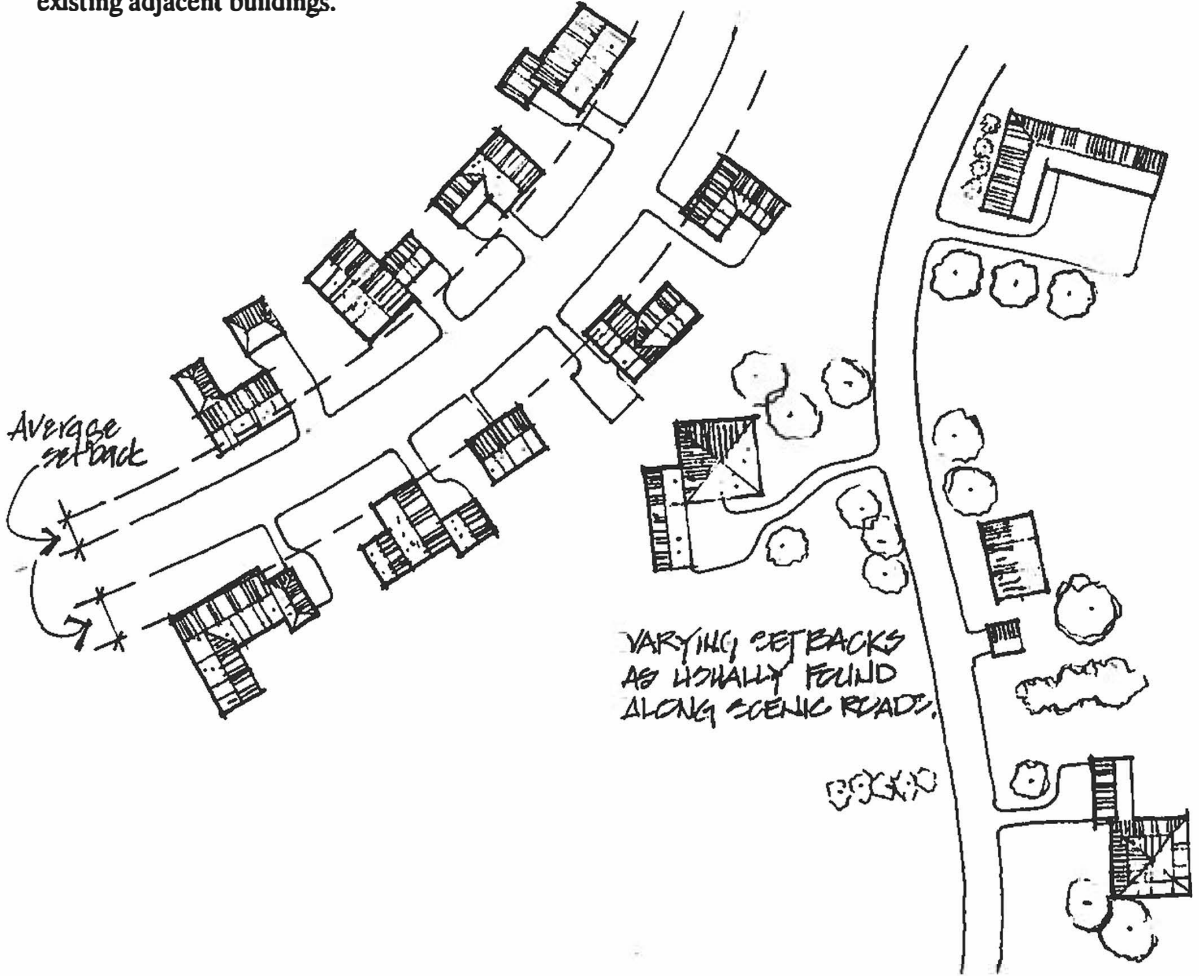 existing adjacent buildings.
Average
setback
VARYING SETBACKS
AS USUALLY FOUND
ALONG SCENIC ROADS.